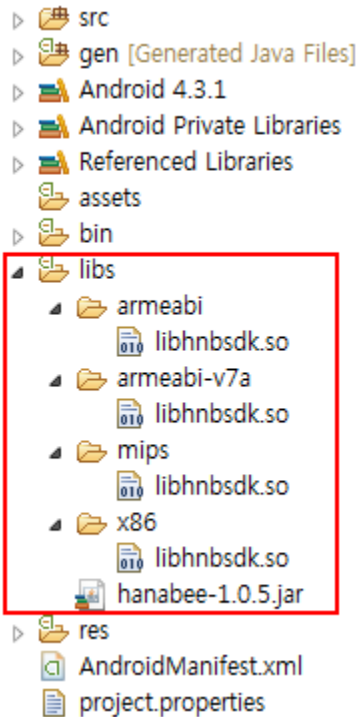 src
gen [Generated Java Files]
Android 4.3.1
Android Private Libraries
Referenced Libraries
assets
bin
libs
armeabi
libhnbsdk.so
armeabi-v7a
libhnbsdk.so
mips
libhnbsdk.so
x86
libhnbsdk.so
hanabee-1.0.5.jar
res
AndroidManifest.xml
project.properties